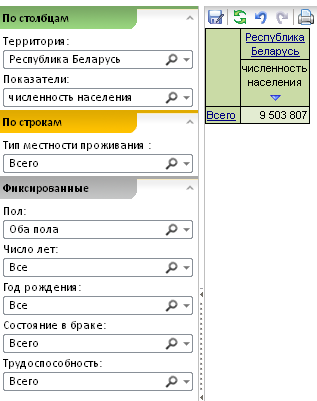 По столбцам
Территория:
Республика Беларусь
Показатели:
численность населения
По строкам
Тип местности проживания :
Всего
Фиксированные
Пол:
Оба пола
Число лет:
Все
Год рождения:
Все
Состояние в браке:
Всего
Трудоспособность:
Всего
Республика
Беларусь
численность
населения
Всего 9 503 807